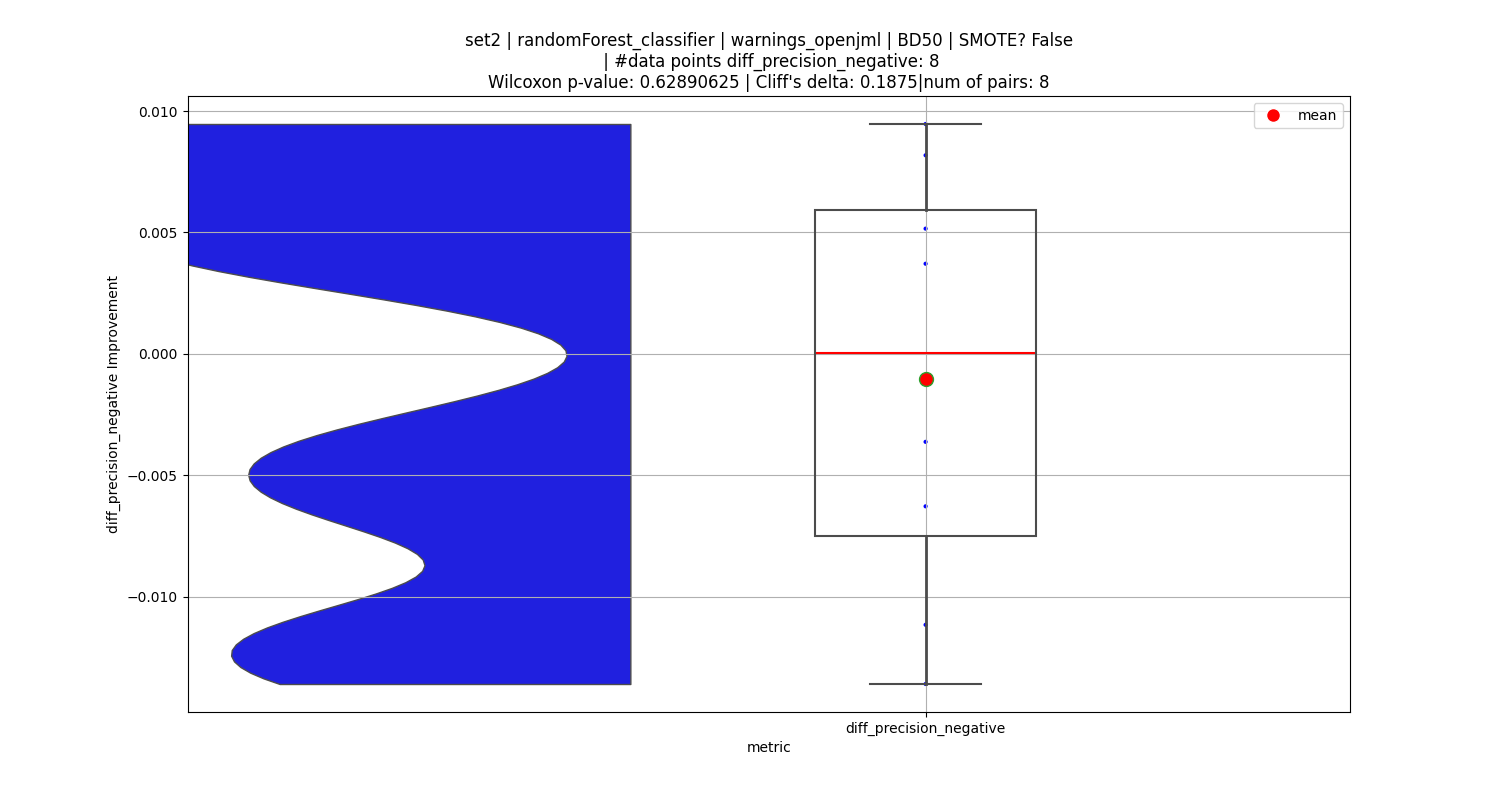 set2 | randomForest_classifier | warnings_openjml | BD50 | SMOTE? False
| #data points diff_precision_negative: 8
Wilcoxon p-value: 0.62890625 | Cliff's delta: 0.1875|num of pairs: 8
mean
0.010
0.005
0.000
−0.005
−0.010
diff_precision_negative Improvement
diff_precision_negative
metric